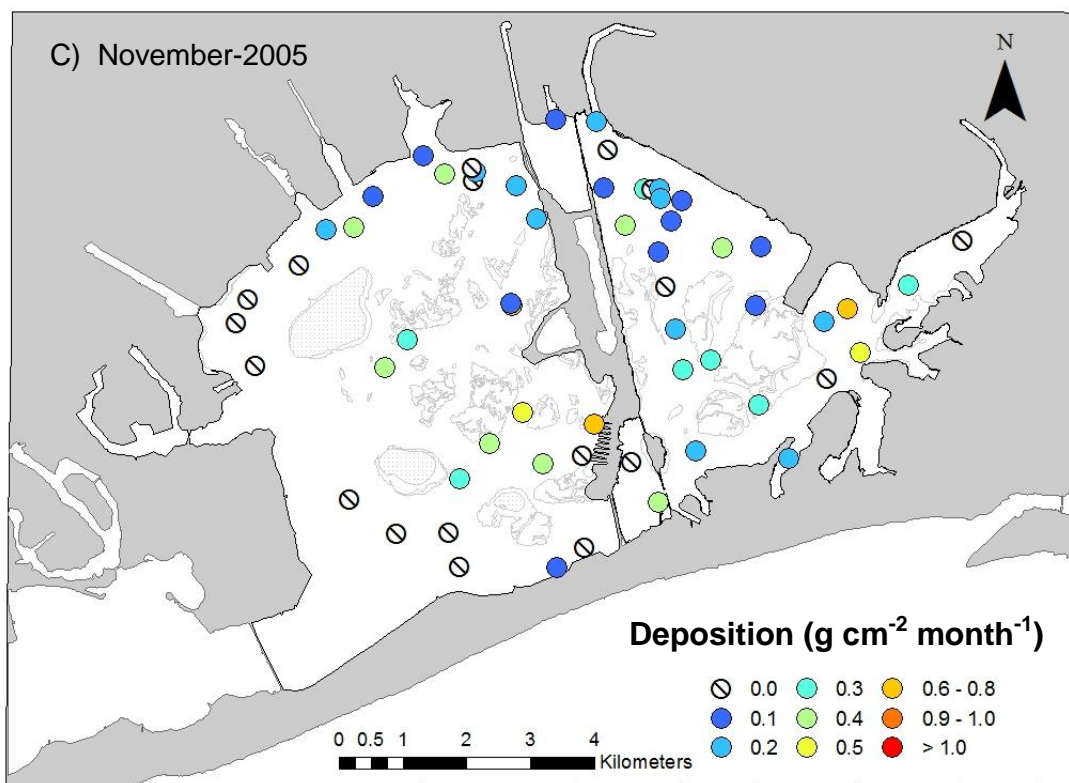 C) November-2005
N
Deposition (g cm⁻² month⁻¹)
0.0 0.3 0.6 - 0.8
0.1 0.4 0.9 - 1.0
0.2 0.5 > 1.0
0 0.5 1 2 3 4
Kilometers